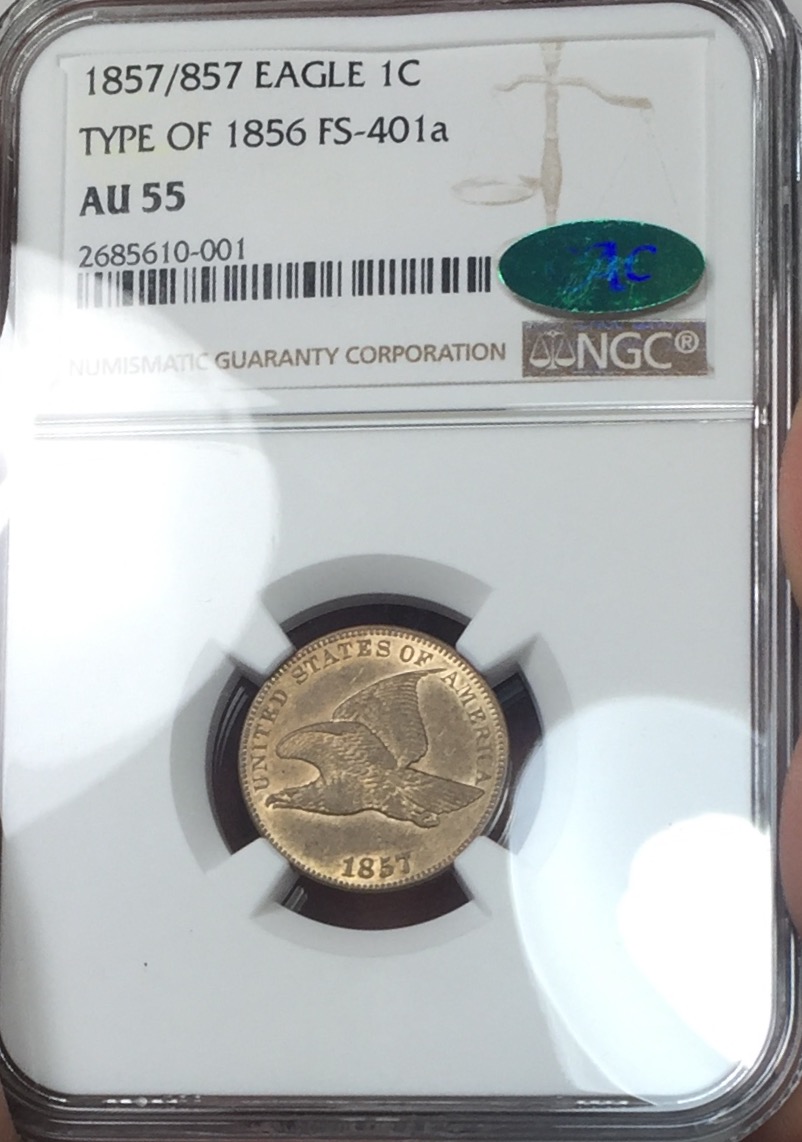 1857/857 EAGLE 1C
TYPE OF 1856 FS-401a
AU 55
2685610-001
NUMISMATIC GUARANTY CORPORATION
NGC®
UNITED STATES OF AMERICA
1857